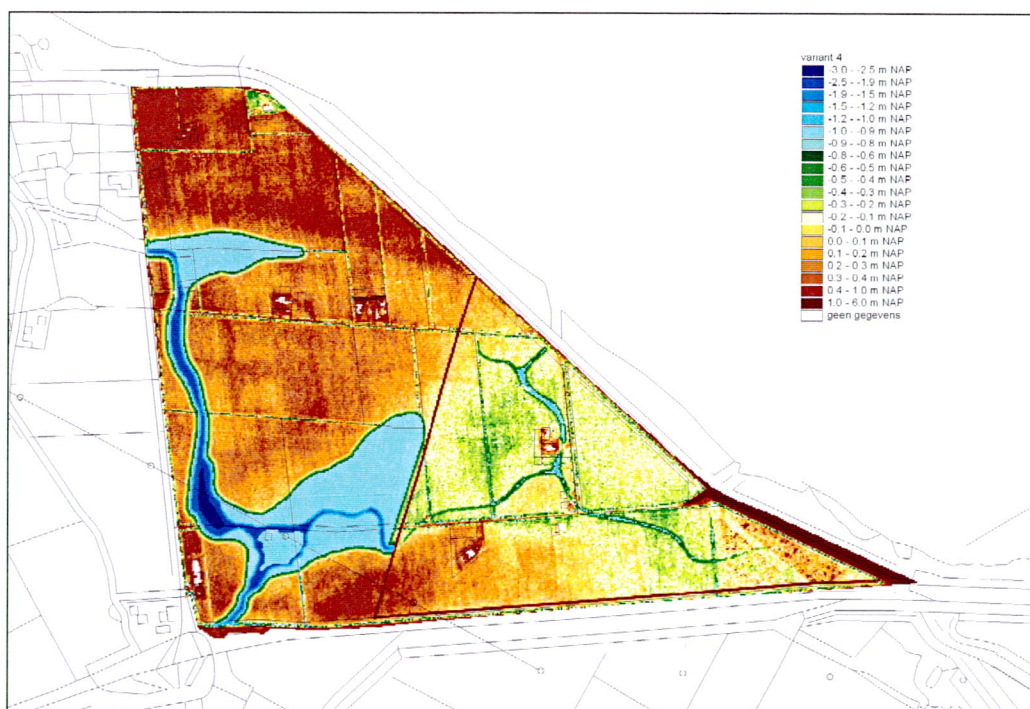 variant 4
-3.0 - -2.5 m NAP
-2.5 - -1.9 m NAP
-1.9 - -1.5 m NAP
-1.5 - -1.2 m NAP
-1.2 - -1.0 m NAP
-1.0 - -0.9 m NAP
-0.9 - -0.8 m NAP
-0.8 - -0.6 m NAP
-0.6 - -0.5 m NAP
-0.5 - -0.4 m NAP
-0.4 - -0.3 m NAP
-0.3 - -0.2 m NAP
-0.2 - -0.1 m NAP
-0.1 - 0.0 m NAP
0.0 - 0.1 m NAP
0.1 - 0.2 m NAP
0.2 - 0.3 m NAP
0.3 - 0.4 m NAP
0.4 - 1.0 m NAP
1.0 - 6.0 m NAP
geen gegevens